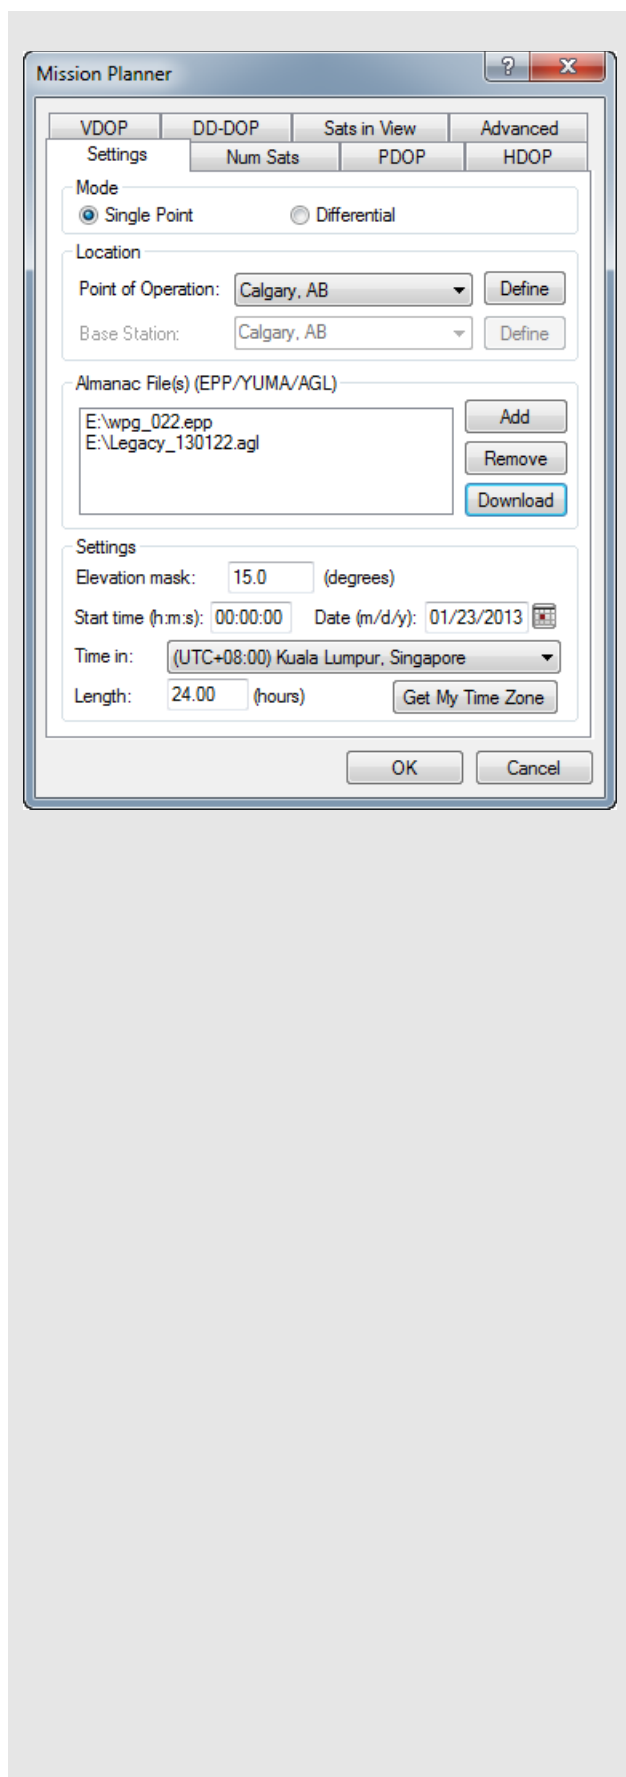 Mission Planner
VDOP DD-DOP Sats in View Advanced
Settings Num Sats PDOP HDOP
Mode
Single Point Differential
Location
Point of Operation: Calgary, AB Define
Base Station: Calgary, AB Define
Almanac File(s) (EPP/YUMA/AGL)
E:\wpg_022.epp Add
E:\Legacy_130122.agl
Remove
Download
Settings
Elevation mask: 15.0 (degrees)
Start time (h:m:s): 00:00:00 Date (m/d/y): 01/23/2013
Time in: (UTC+08:00) Kuala Lumpur, Singapore
Length: 24.00 (hours) Get My Time Zone
OK Cancel